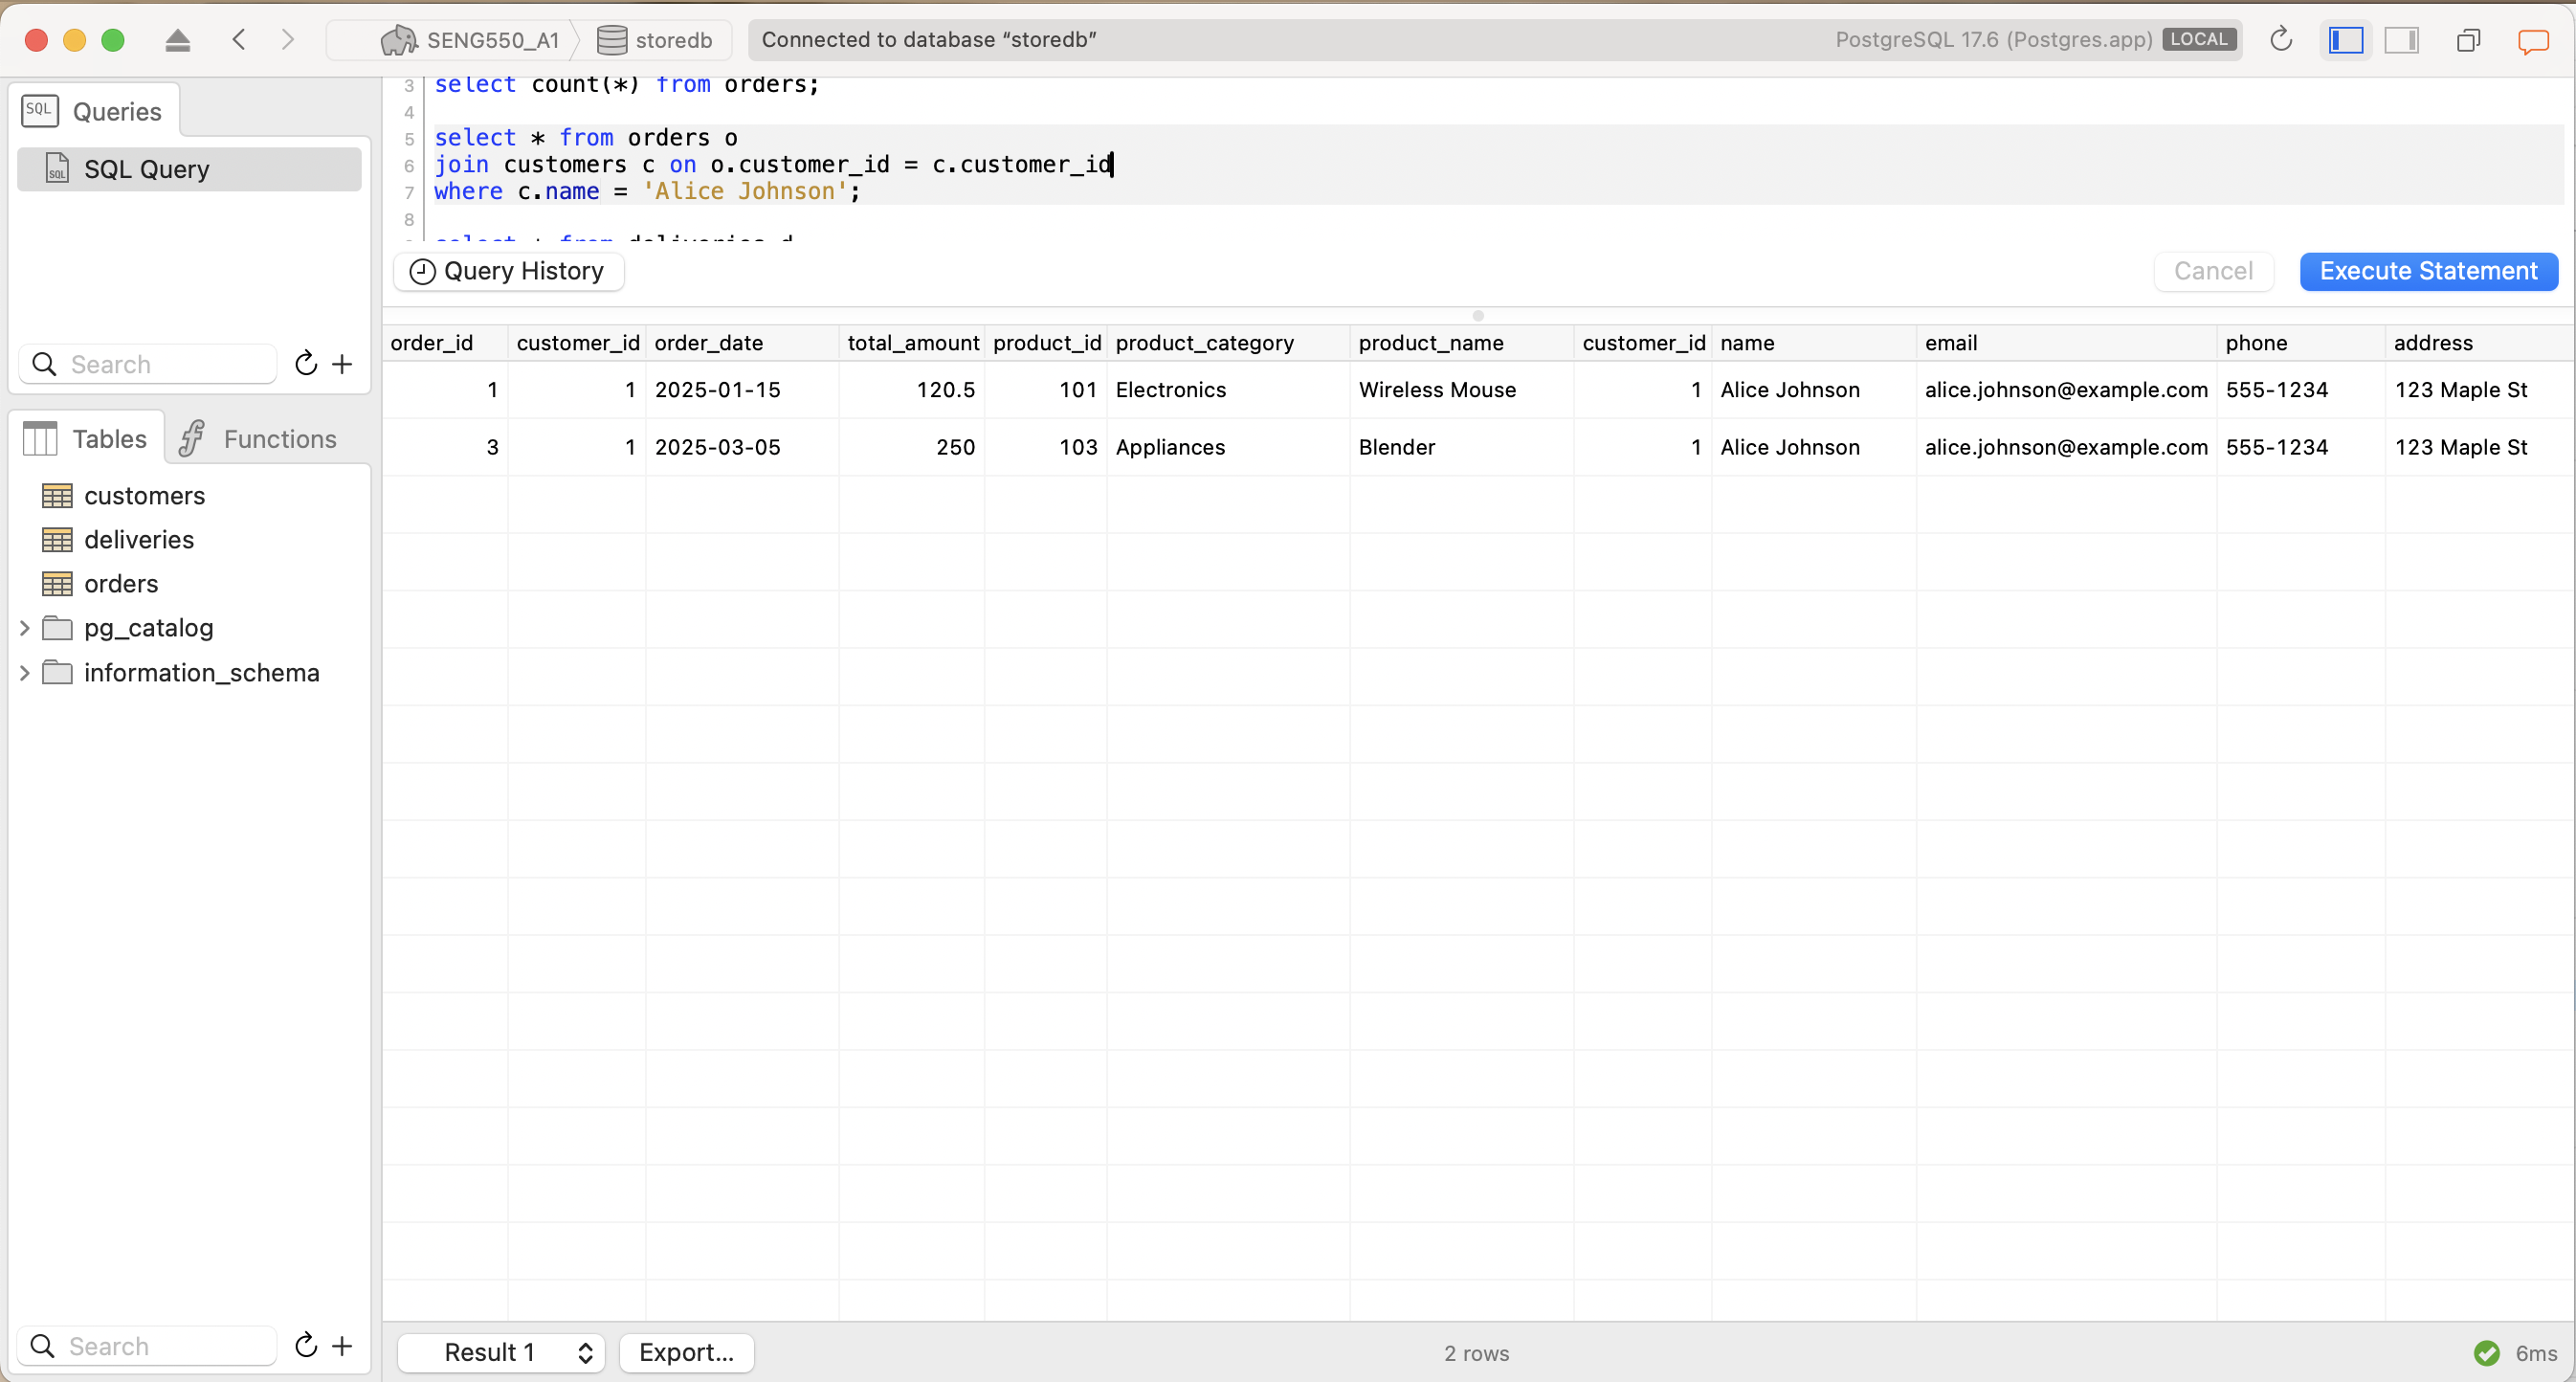 SENG550_A1 storedb Connected to database “storedb” PostgreSQL 17.6 (Postgres.app) LOCAL
SQL Queries
SQL SQL Query
Search
Tables Functions
customers
deliveries
orders
pg_catalog
information_schema
Search
3 select count(*) from orders;
4
5 select * from orders o
6 join customers c on o.customer_id = c.customer_id
7 where c.name = 'Alice Johnson';
8
select * from deliveries d
Query History Cancel Execute Statement
order_id customer_id order_date total_amount product_id product_category product_name customer_id name email phone address
1 1 2025-01-15 120.5 101 Electronics Wireless Mouse 1 Alice Johnson alice.johnson@example.com 555-1234 123 Maple St
3 1 2025-03-05 250 103 Appliances Blender 1 Alice Johnson alice.johnson@example.com 555-1234 123 Maple St
Result 1 Export... 2 rows 6ms